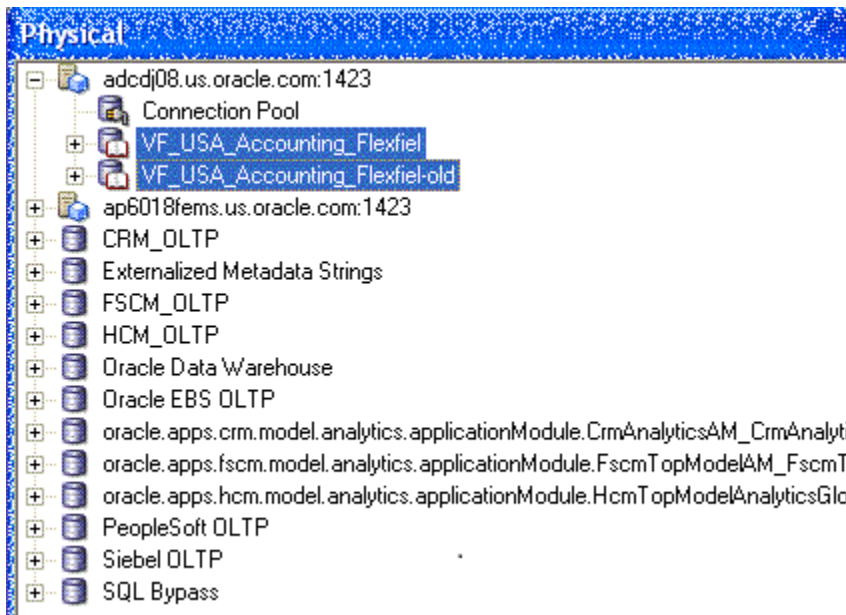 Physical
adcdj08.us.oracle.com:1423
Connection Pool
VF_USA_Accounting_Flexfiel
VF_USA_Accounting_Flexfiel-old
ap6018fems.us.oracle.com:1423
CRM_OLTP
Externalized Metadata Strings
FSCM_OLTP
HCM_OLTP
Oracle Data Warehouse
Oracle EBS OLTP
oracle.apps.crm.model.analytics.applicationModule.CrmAnalyticsAM_CrmAnalyti
oracle.apps.fscm.model.analytics.applicationModule.FscmTopModelAM_FscmT
oracle.apps.hcm.model.analytics.applicationModule.HcmTopModelAnalyticsGlo
PeopleSoft OLTP
Siebel OLTP
SQL Bypass